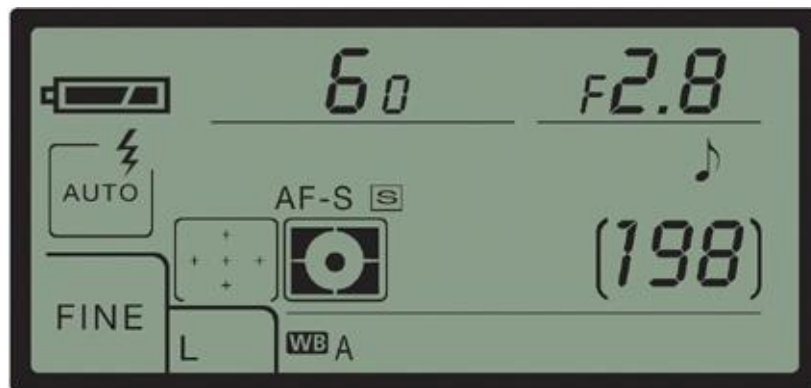 60 F2.8
AUTO
AF-S S
[198]
FINE
L WB A